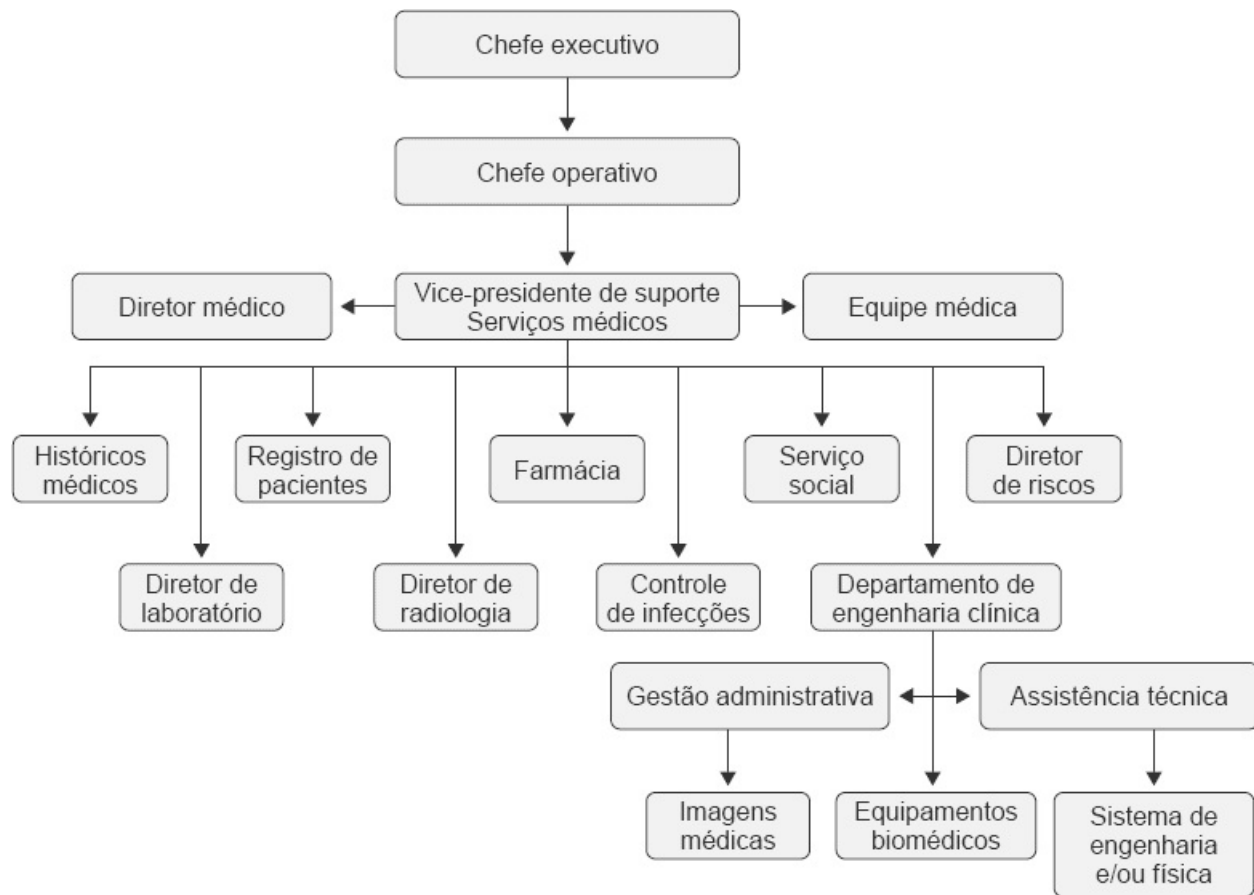 Chefe executivo
Chefe operativo
Diretor médico
Vice-presidente de suporte
Serviços médicos
Equipe médica
Históricos
médicos
Registro de
pacientes
Farmácia
Serviço
social
Diretor
de riscos
Diretor de
laboratório
Diretor de
radiologia
Controle
de infecções
Departamento de
engenharia clínica
Gestão administrativa
Assistência técnica
Imagens
médicas
Equipamentos
biomédicos
Sistema de
engenharia
e/ou física